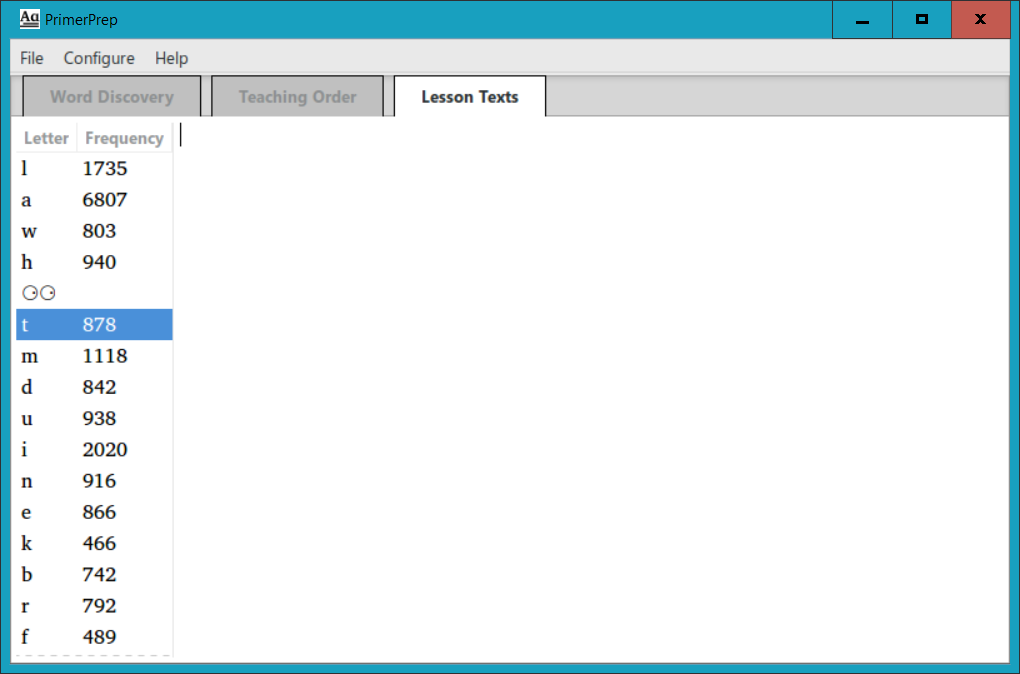 Aa PrimerPrep
File Configure Help
Word Discovery Teaching Order Lesson Texts
Letter Frequency
l 1735
a 6807
w 803
h 940
⚆⚆
t 878
m 1118
d 842
u 938
i 2020
n 916
e 866
k 466
b 742
r 792
f 489